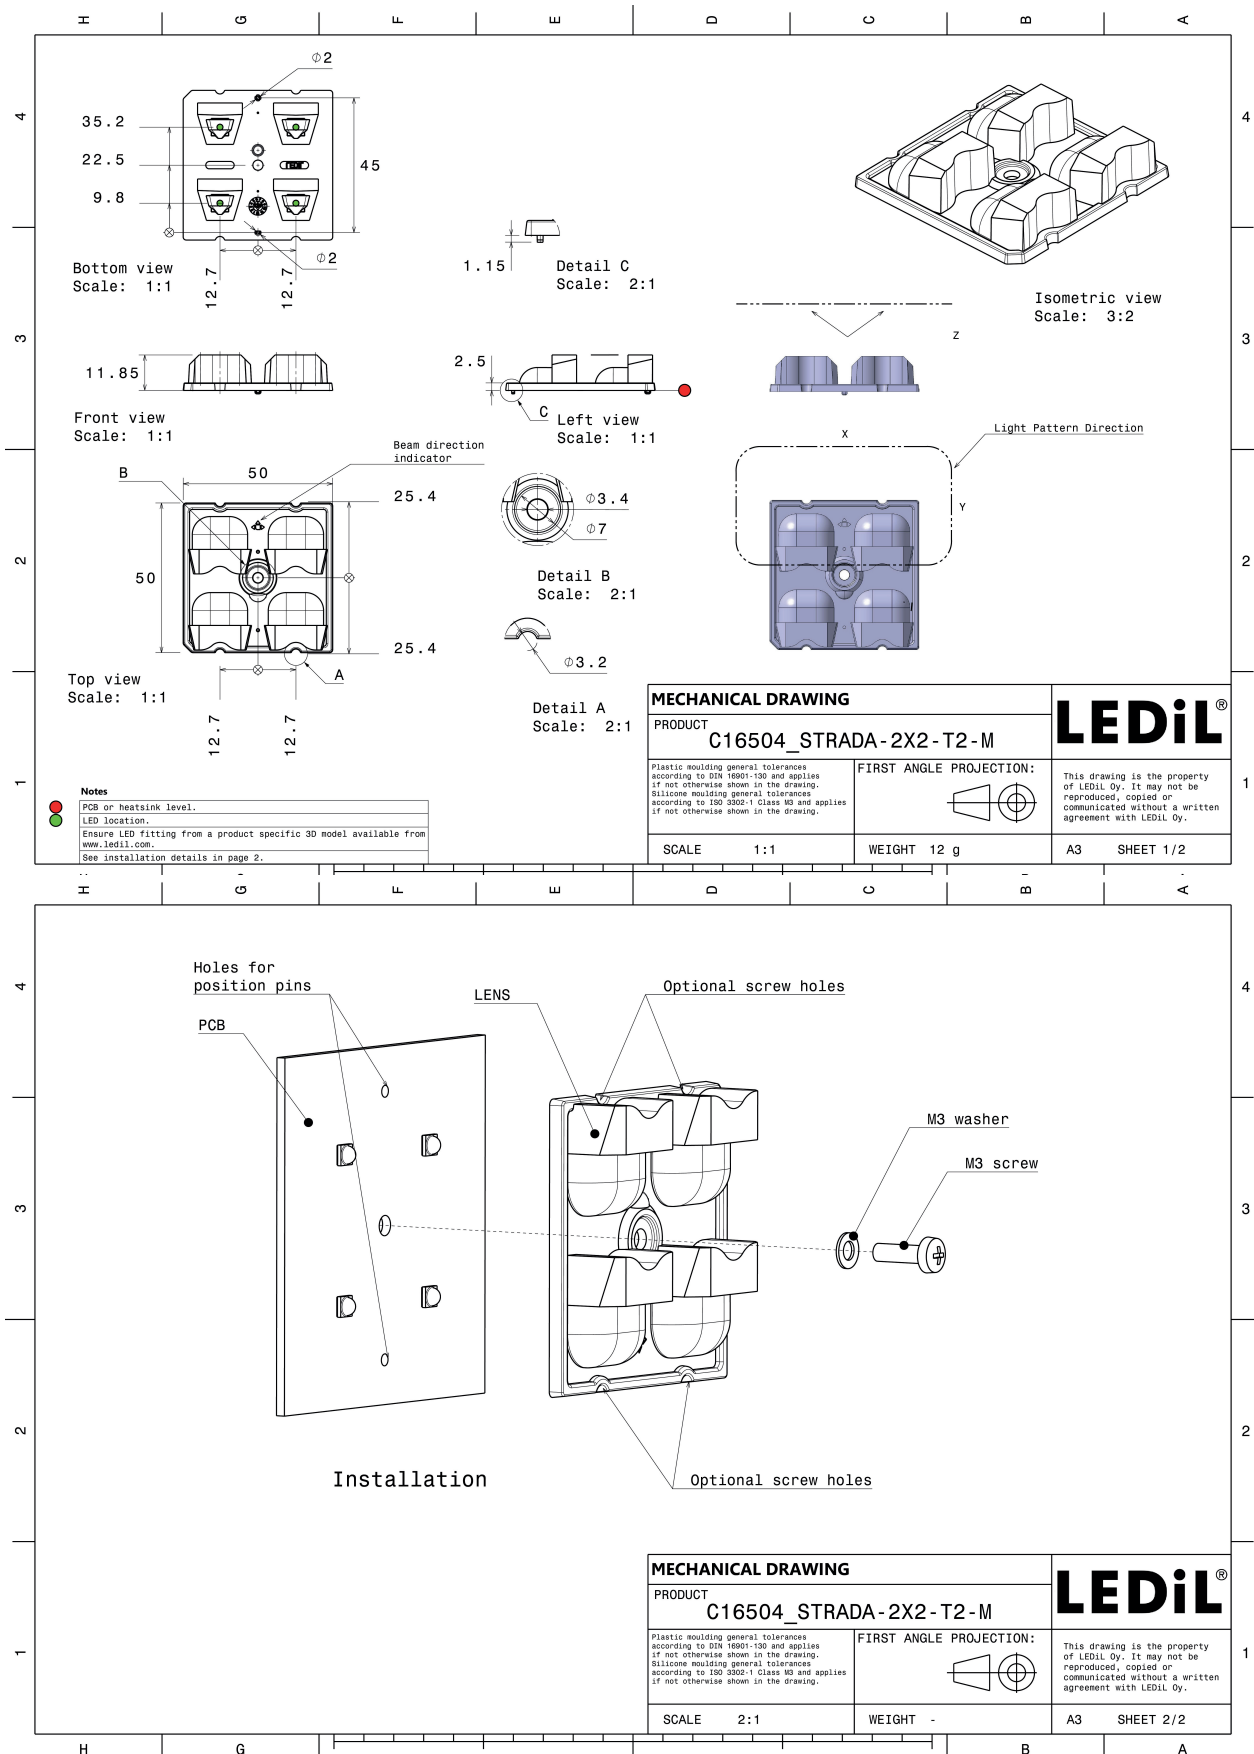 H G F E D C B A
4
4
⌀2
35.2
22.5
9.8
45
LEDiL
⌀2
12.7
12.7
Bottom view
Scale: 1:1
1.15
Detail C
Scale: 2:1
Isometric view
Scale: 3:2
3
3
Z
11.85
Front view
Scale: 1:1
2.5
C
Left view
Scale: 1:1
X
Y
Light Pattern Direction
Beam direction
indicator
B
50
25.4
50
25.4
A
12.7
12.7
Top view
Scale: 1:1
⌀3.4
⌀7
Detail B
Scale: 2:1
⌀3.2
Detail A
Scale: 2:1
2
2
1
1
Notes
PCB or heatsink level.
LED location.
Ensure LED fitting from a product specific 3D model available from
www.ledil.com.
See installation details in page 2.
MECHANICAL DRAWING
PRODUCT
C16504_STRADA-2X2-T2-M
LEDiL®
Plastic moulding general tolerances
according to DIN 16901-130 and applies
if not otherwise shown in the drawing.
Silicone moulding general tolerances
according to ISO 3302-1 Class M3 and applies
if not otherwise shown in the drawing.
FIRST ANGLE PROJECTION:
This drawing is the property
of LEDiL Oy. It may not be
reproduced, copied or
communicated without a written
agreement with LEDiL Oy.
SCALE 1:1
WEIGHT 12 g
A3 SHEET 1/2
H G F E D C B A
4
4
Holes for
position pins
PCB
LENS
Optional screw holes
M3 washer
M3 screw
3
3
2
2
Optional screw holes
Installation
1
1
MECHANICAL DRAWING
PRODUCT
C16504_STRADA-2X2-T2-M
LEDiL®
Plastic moulding general tolerances
according to DIN 16901-130 and applies
if not otherwise shown in the drawing.
Silicone moulding general tolerances
according to ISO 3302-1 Class M3 and applies
if not otherwise shown in the drawing.
FIRST ANGLE PROJECTION:
This drawing is the property
of LEDiL Oy. It may not be
reproduced, copied or
communicated without a written
agreement with LEDiL Oy.
SCALE 2:1
WEIGHT -
A3 SHEET 2/2
H G B A